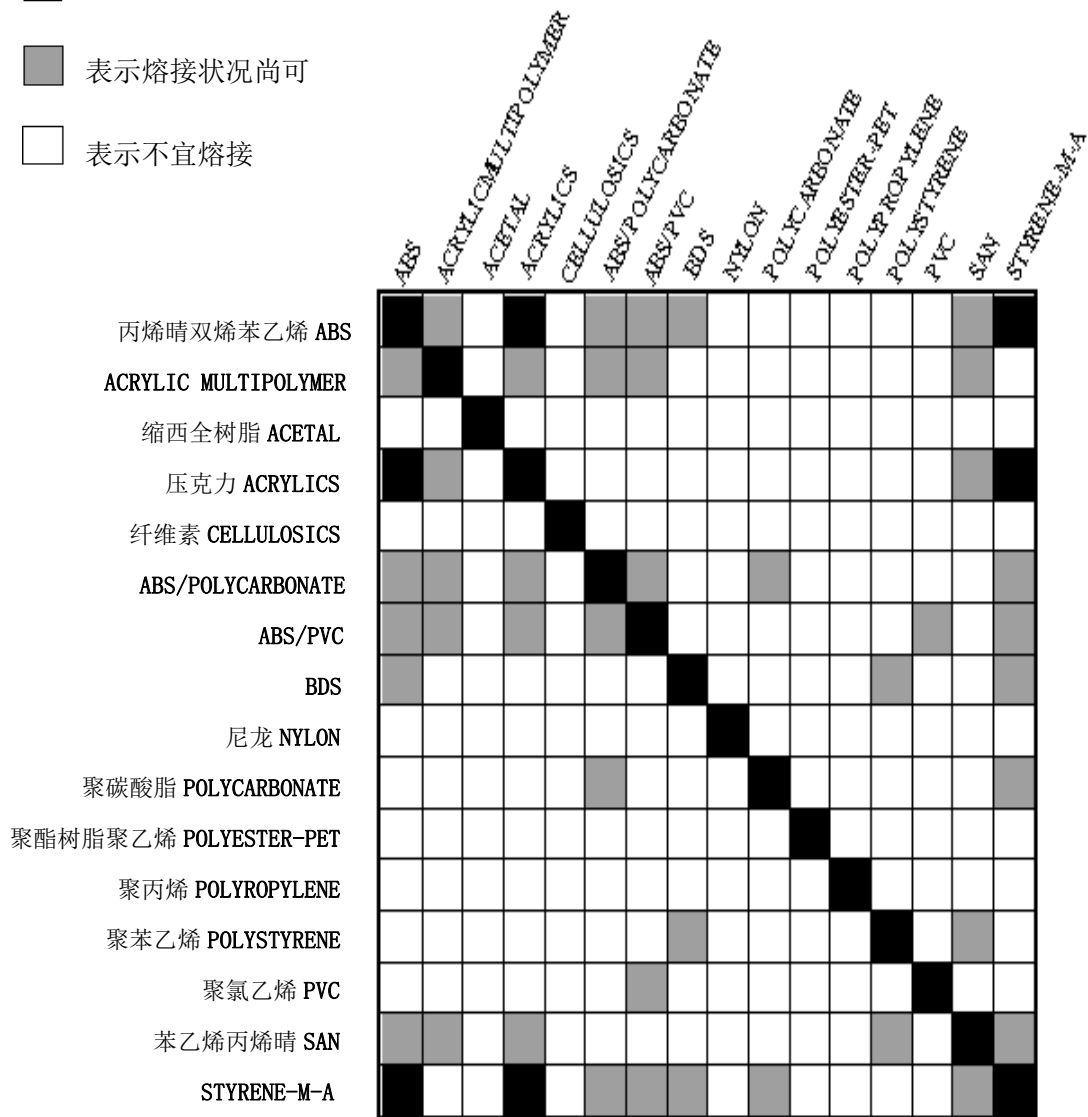 表示熔接状况尚可
表示不宜熔接
ABS
ACRYLICMULTIPOLYMER
ACETAL
ACRYLICS
CELLULOSICS
ABS/POLYCARBONATE
ABS/PVC
BDS
NYLON
POLYCARBONATE
POLYESTER-PET
POLYPROPYLENE
POLYSTYRENE
PVC
SAN
STYRENE-M-A
丙烯晴双烯苯乙烯 ABS
ACRYLIC MULTIPOLYMER
缩西全树脂 ACETAL
压克力 ACRYLICS
纤维素 CELLULOSICS
ABS/POLYCARBONATE
ABS/PVC
BDS
尼龙 NYLON
聚碳酸脂 POLYCARBONATE
聚酯树脂聚乙烯 POLYESTER-PET
聚丙烯 POLYROPYLENE
聚苯乙烯 POLYSTYRENE
聚氯乙烯 PVC
苯乙烯丙烯晴 SAN
STYRENE-M-A